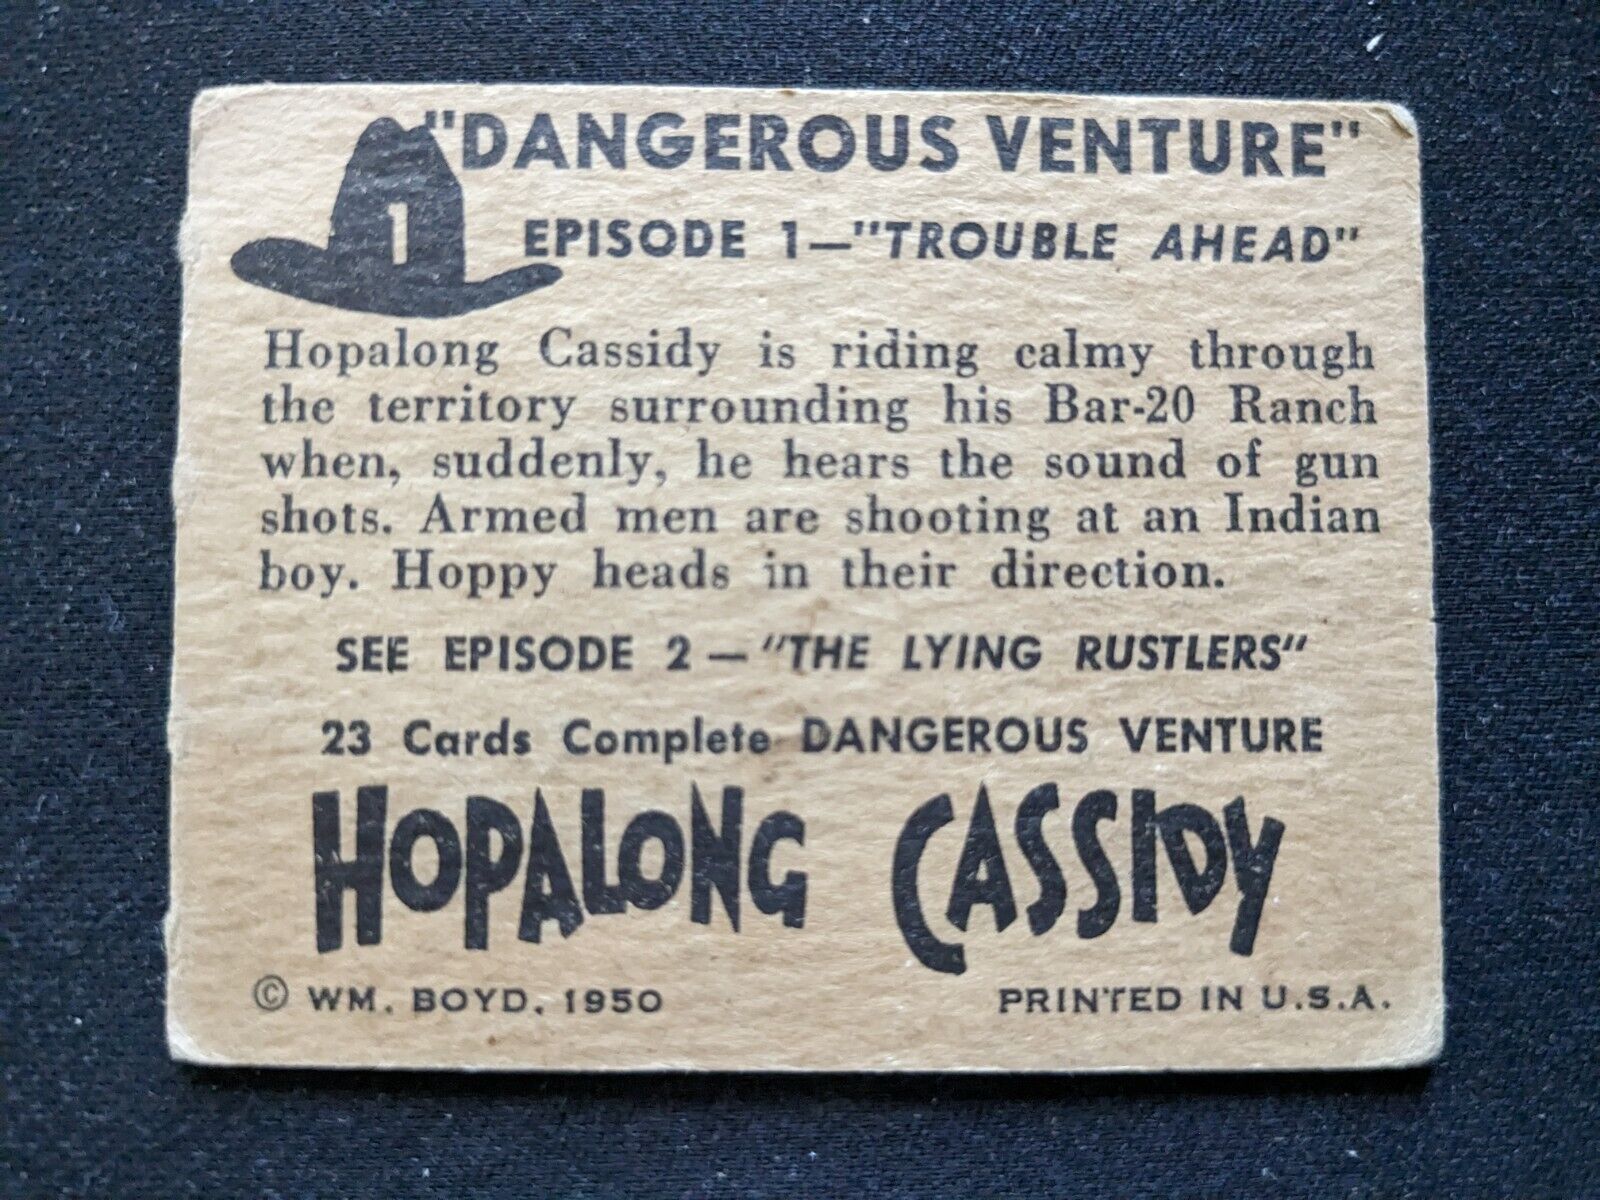 "DANGEROUS VENTURE"
1
EPISODE 1—"TROUBLE AHEAD"
Hopalong Cassidy is riding calmy through
the territory surrounding his Bar-20 Ranch
when, suddenly, he hears the sound of gun
shots. Armed men are shooting at an Indian
boy. Hoppy heads in their direction.
SEE EPISODE 2—"THE LYING RUSTLERS"
23 Cards Complete DANGEROUS VENTURE
HOPALONG CASSIDY
© WM. BOYD. 1950
PRINTED IN U.S.A.